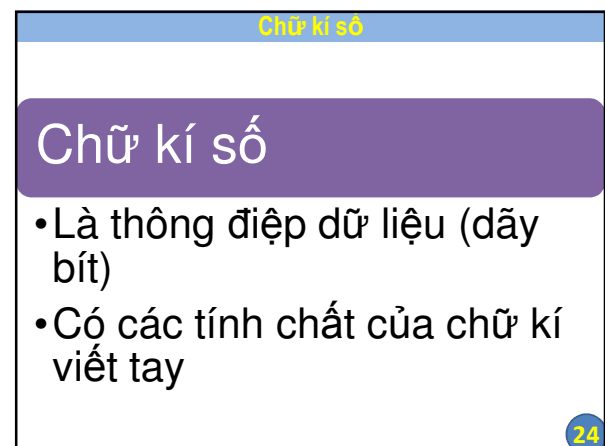 Chữ kí số
Chữ kí số
•Là thông điệp dữ liệu (dãy
bít)
•Có các tính chất của chữ kí
viết tay
24